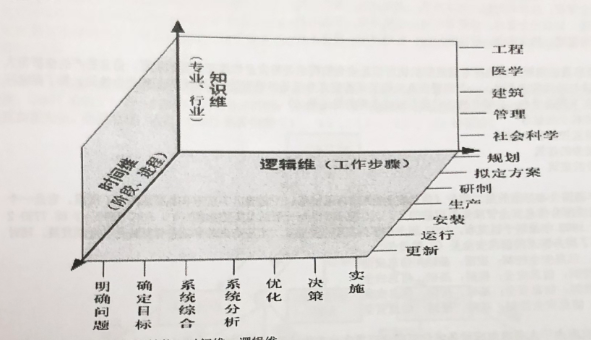 工程
医学
建筑
管理
社会科学
知识维
（专业、行业）
时间维
（阶段、进程）
逻辑维（工作步骤）
规划
拟定方案
研制
生产
安装
运行
更新
明确问题
确定目标
系统综合
系统分析
优化
决策
实施